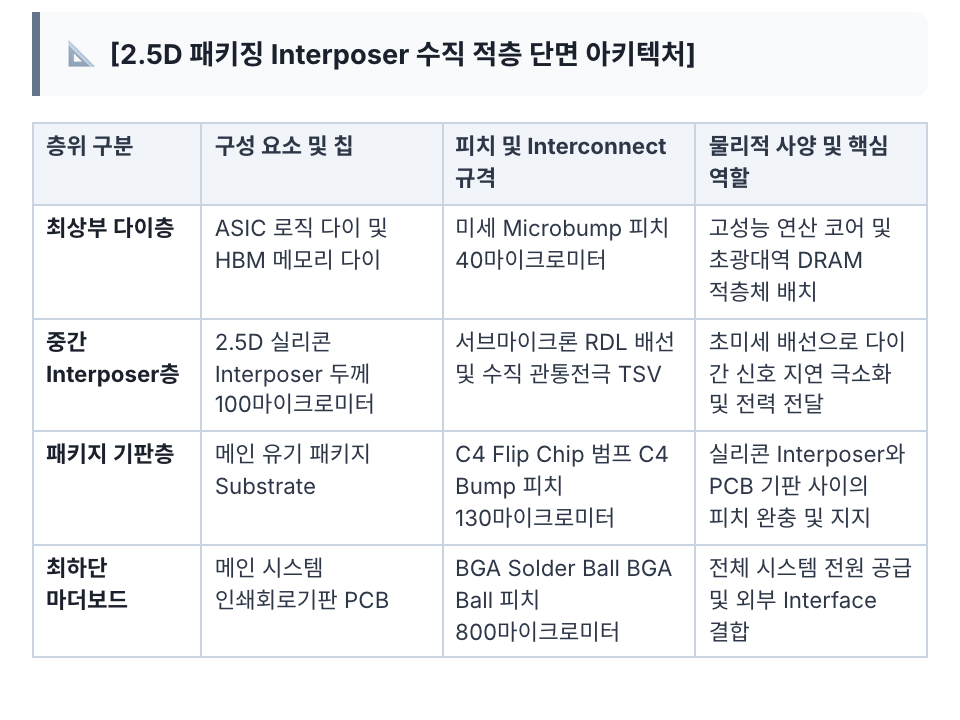 [2.5D 패키징 Interposer 수직 적층 단면 아키텍처]
층위 구분
구성 요소 및 칩
피치 및 Interconnect
규격
물리적 사양 및 핵심
역할
최상부 다이층
ASIC 로직 다이 및
HBM 메모리 다이
미세 Microbump 피치
40마이크로미터
고성능 연산 코어 및
초광대역 DRAM
적층체 배치
중간
Interposer층
2.5D 실리콘
Interposer 두께
100마이크로미터
서브마이크론 RDL 배선
및 수직 관통전극 TSV
초미세 배선으로 다이
간 신호 지연 극소화
및 전력 전달
패키지 기판층
메인 유기 패키지
Substrate
C4 Flip Chip 범프 C4
Bump 피치
130마이크로미터
실리콘 Interposer와
PCB 기판 사이의
피치 완충 및 지지
최하단
마더보드
메인 시스템
인쇄회로기판 PCB
BGA Solder Ball BGA
Ball 피치
800마이크로미터
전체 시스템 전원 공급
및 외부 Interface
결합